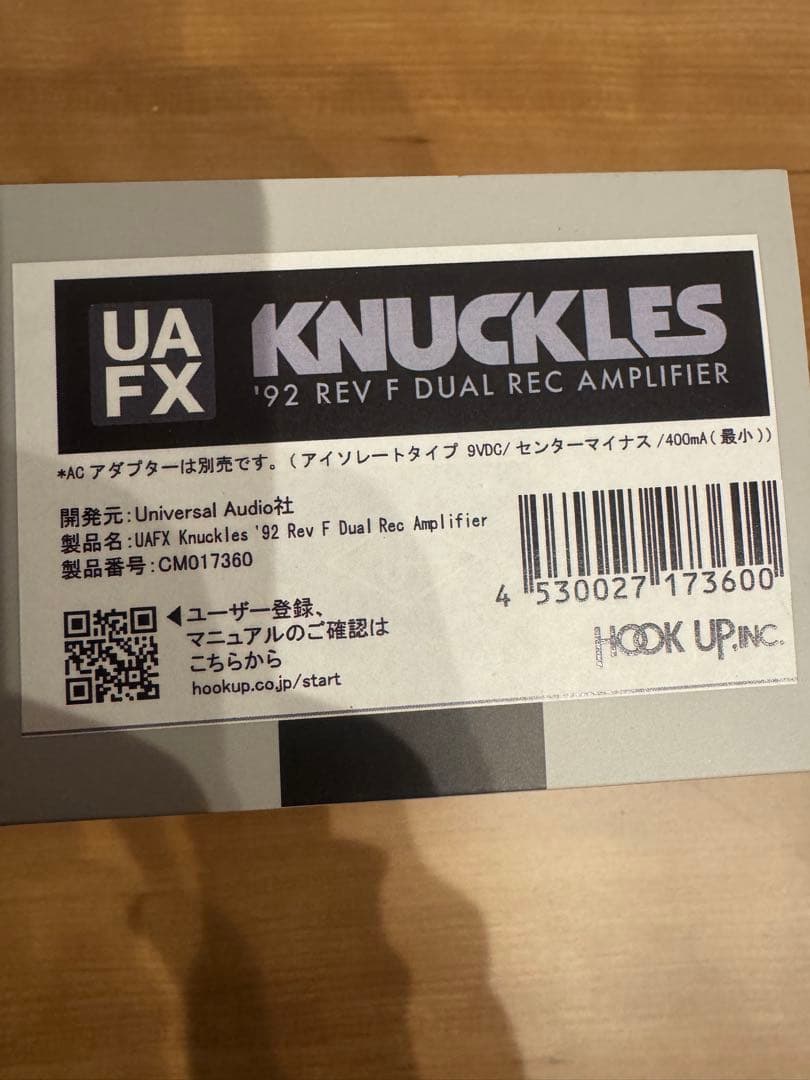 UA
FX
KNUCKLES
'92 REV F DUAL REC AMPLIFIER
*ACアダプターは別売です。(アイソレートタイプ 9VDC/センターマイナス/400mA(最小))
開発元:Universal Audio社
製品名:UAFX Knuckles '92 Rev F Dual Rec Amplifier
製品番号:CM017360
4 530027 173600
◀ユーザー登録、
マニュアルのご確認は
こちらから
hookup.co.jp/start
HOOK UP,INC.